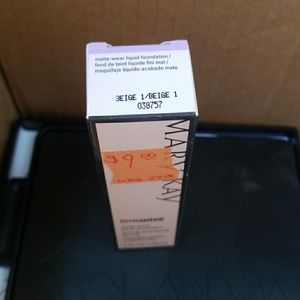 matte-wear liquid foundation /
fond de teint liquide fini mat /
maquillaje líquido acabado mate
BEIGE 1/BEIGE 1
038757
MARY KAY
$9.00
timewise